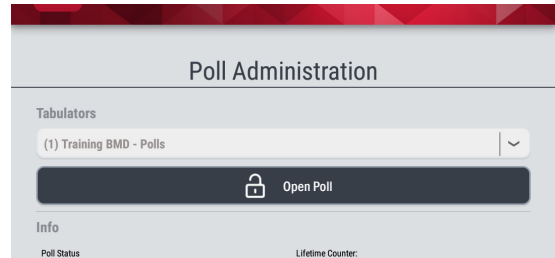 Poll Administration
Tabulators
(1) Training BMD - Polls
Open Poll
Info
Poll Status Lifetime Counter: